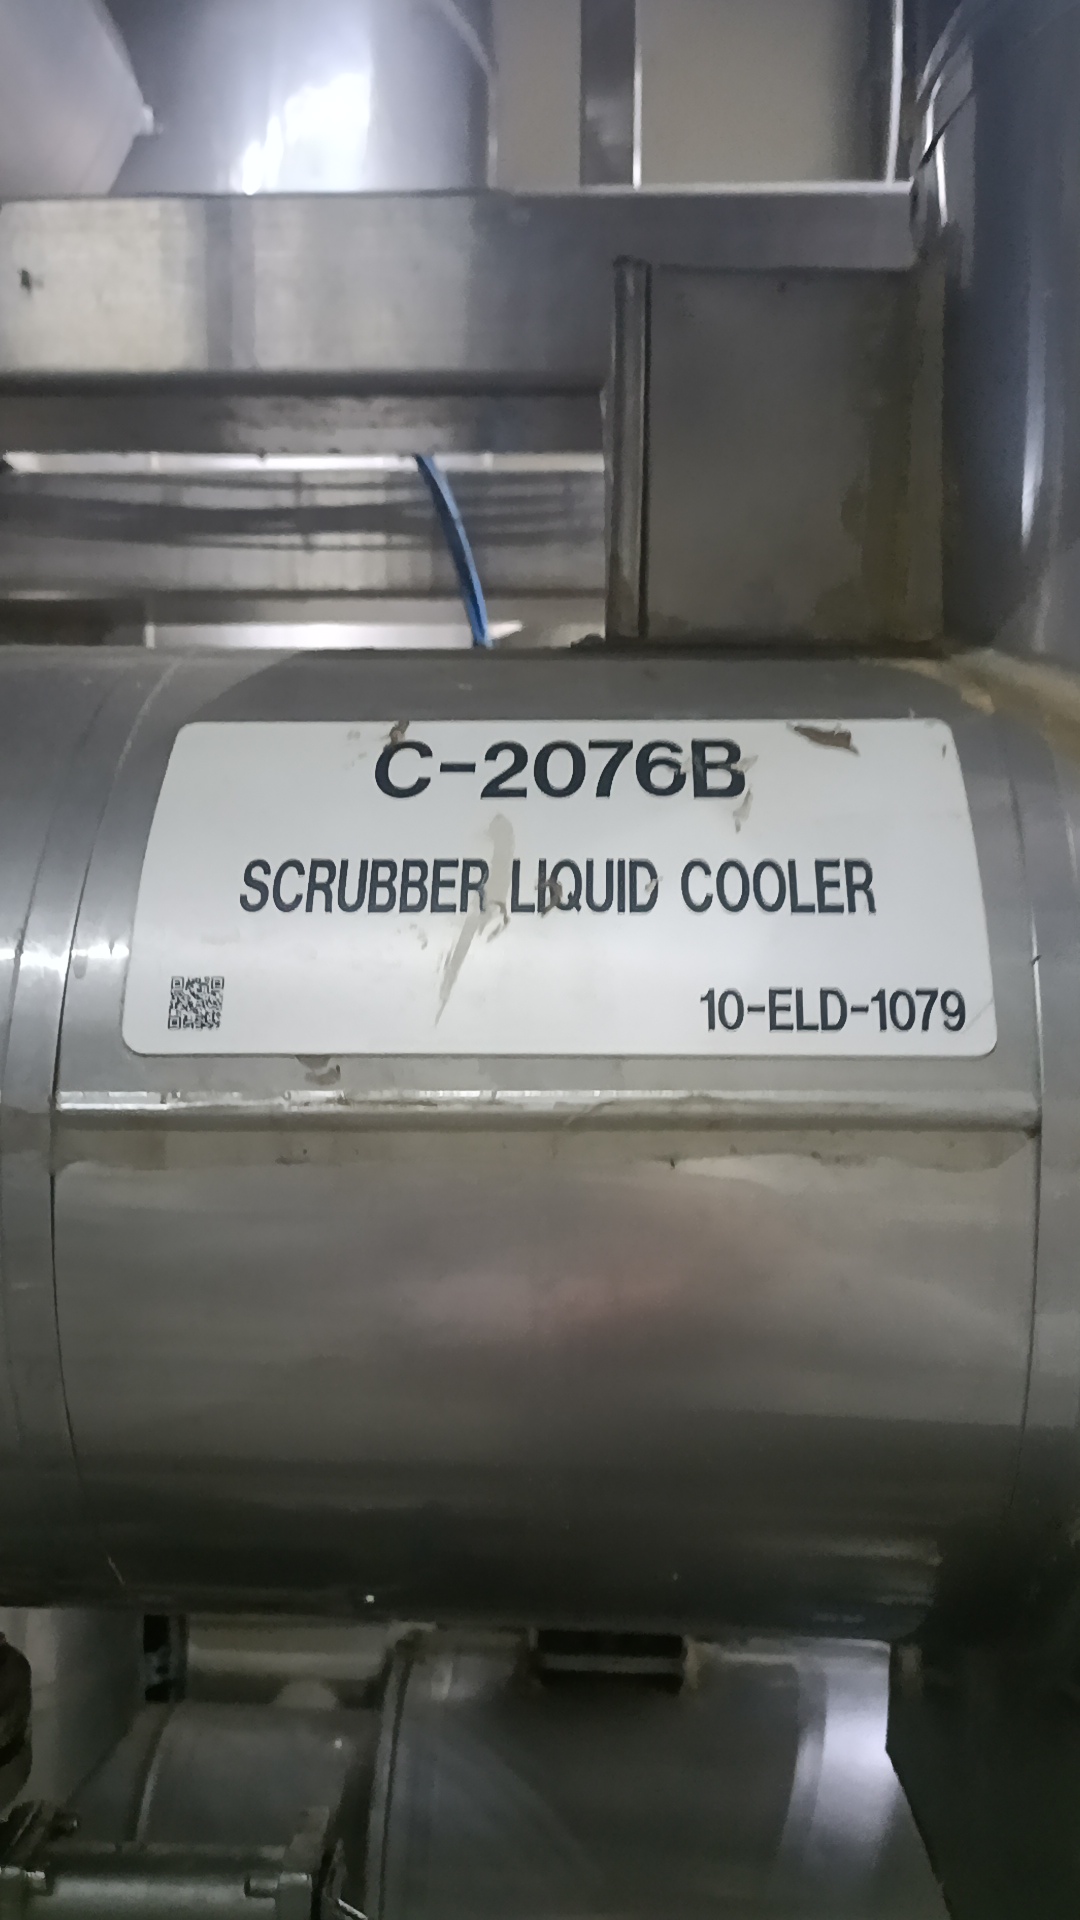 C-2076B
SCRUBBER LIQUID COOLER
10-ELD-1079